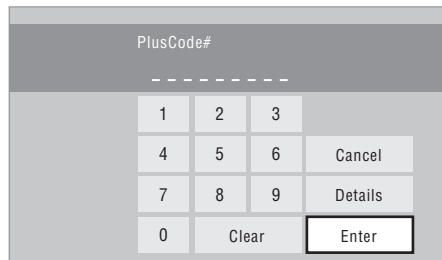 PlusCode#
_ _ _ _ _ _ _ _ _
1 2 3
4 5 6 Cancel
7 8 9 Details
0 Clear Enter